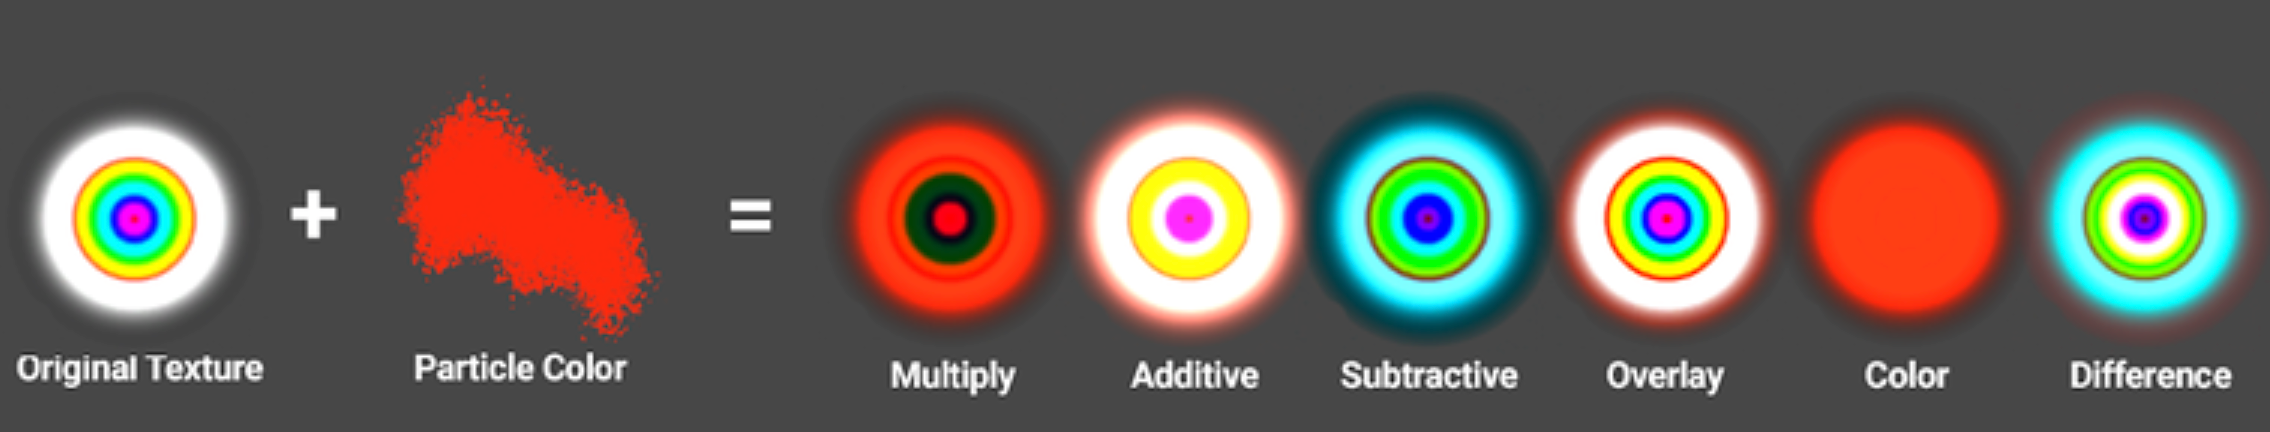 +
=
Original Texture
Particle Color
Multiply
Additive
Subtractive
Overlay
Color
Difference